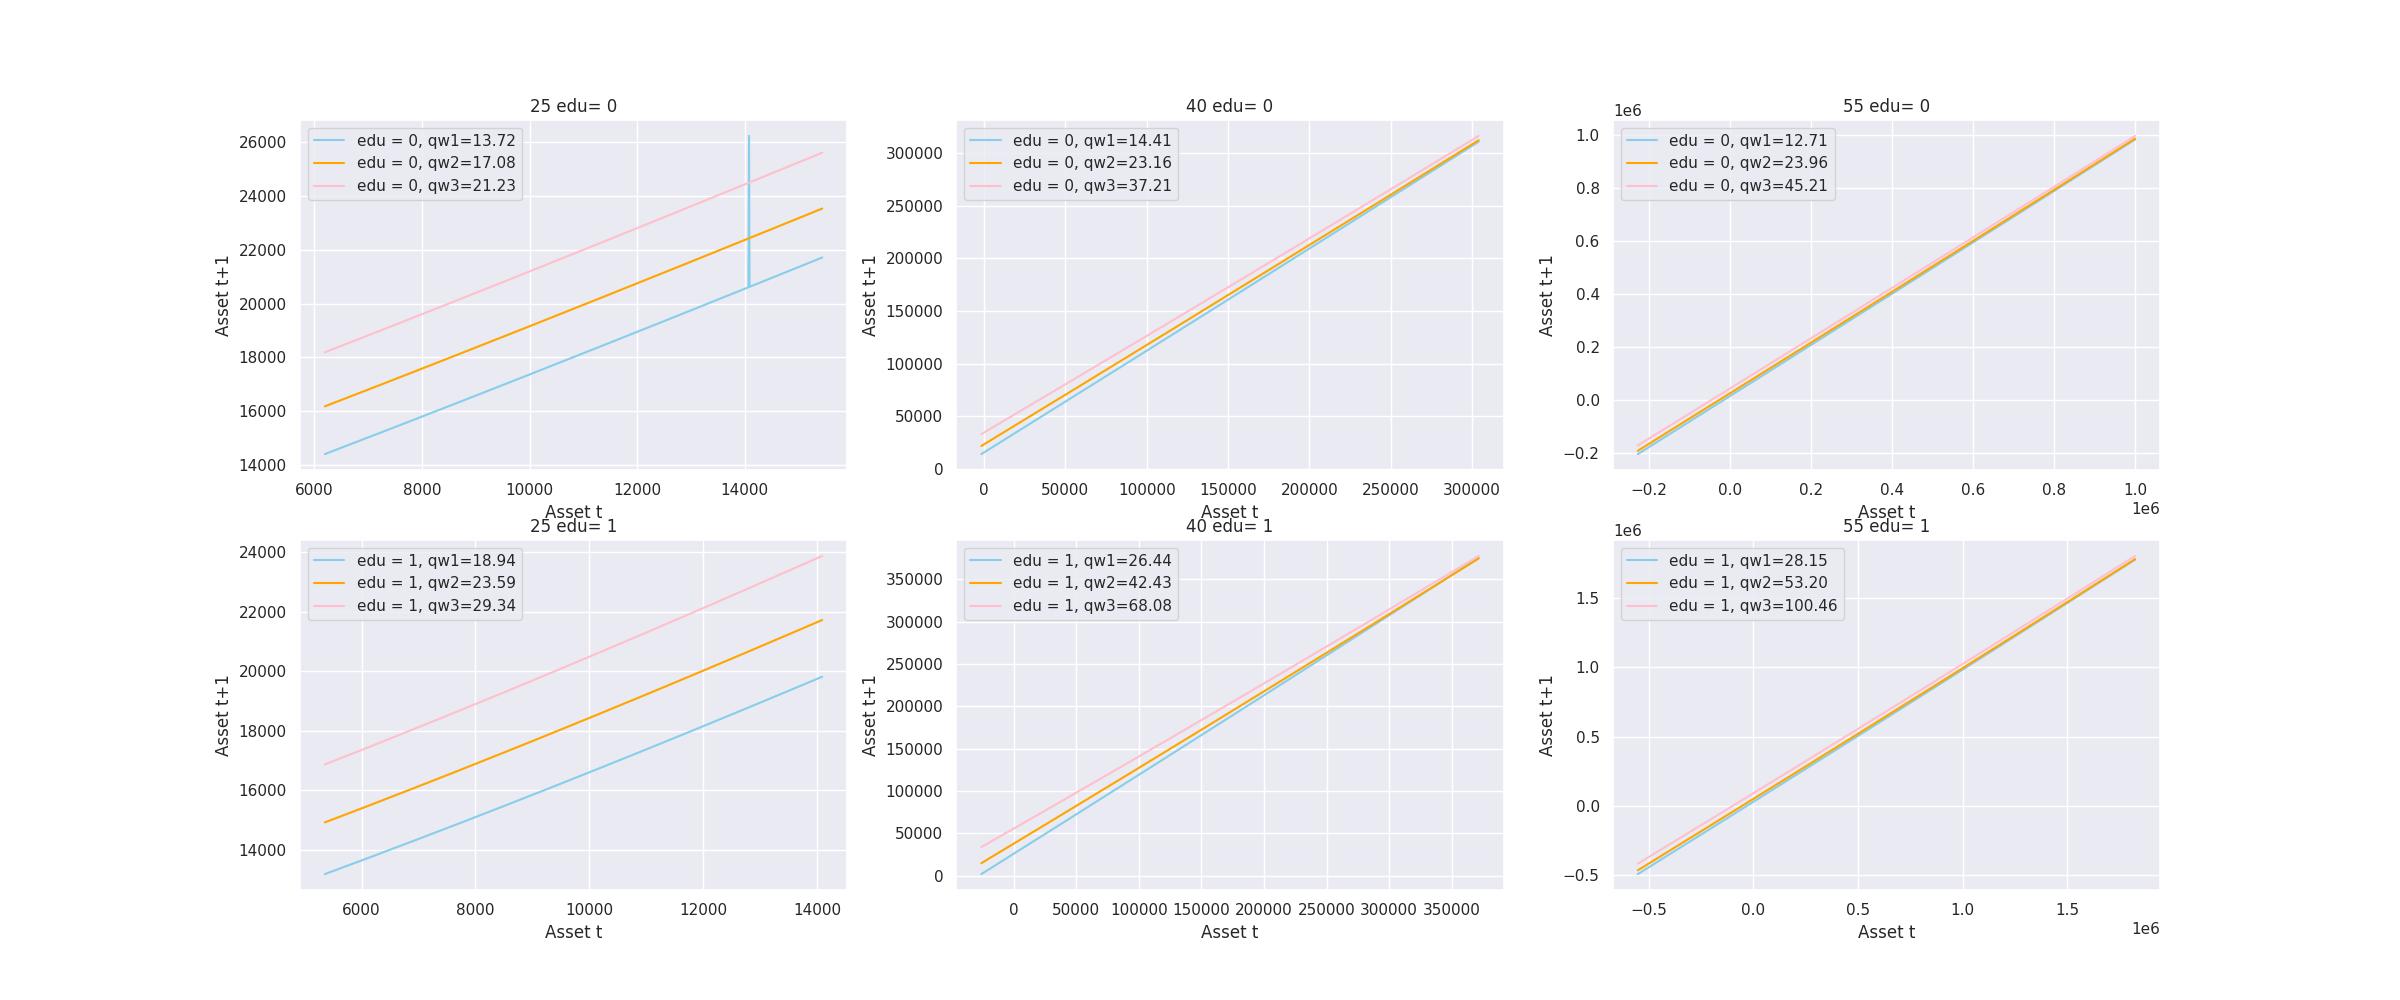 25 edu= 0
edu = 0, qw1=13.72
edu = 0, qw2=17.08
edu = 0, qw3=21.23
26000
24000
22000
20000
18000
16000
14000
Asset t+1
6000 8000 10000 12000 14000
Asset t
40 edu= 0
edu = 0, qw1=14.41
edu = 0, qw2=23.16
edu = 0, qw3=37.21
300000
250000
200000
150000
100000
50000
0
Asset t+1
0 50000 100000 150000 200000 250000 300000
Asset t
55 edu= 0
1e6
edu = 0, qw1=12.71
edu = 0, qw2=23.96
edu = 0, qw3=45.21
1.0
0.8
0.6
0.4
0.2
0.0
−0.2
Asset t+1
−0.2 0.0 0.2 0.4 0.6 0.8 1.0
1e6
Asset t
25 edu= 1
edu = 1, qw1=18.94
edu = 1, qw2=23.59
edu = 1, qw3=29.34
24000
22000
20000
18000
16000
14000
Asset t+1
6000 8000 10000 12000 14000
Asset t
40 edu= 1
edu = 1, qw1=26.44
edu = 1, qw2=42.43
edu = 1, qw3=68.08
350000
300000
250000
200000
150000
100000
50000
0
Asset t+1
0 50000 100000 150000 200000 250000 300000 350000
Asset t
55 edu= 1
1e6
edu = 1, qw1=28.15
edu = 1, qw2=53.20
edu = 1, qw3=100.46
1.5
1.0
0.5
0.0
−0.5
Asset t+1
−0.5 0.0 0.5 1.0 1.5
1e6
Asset t